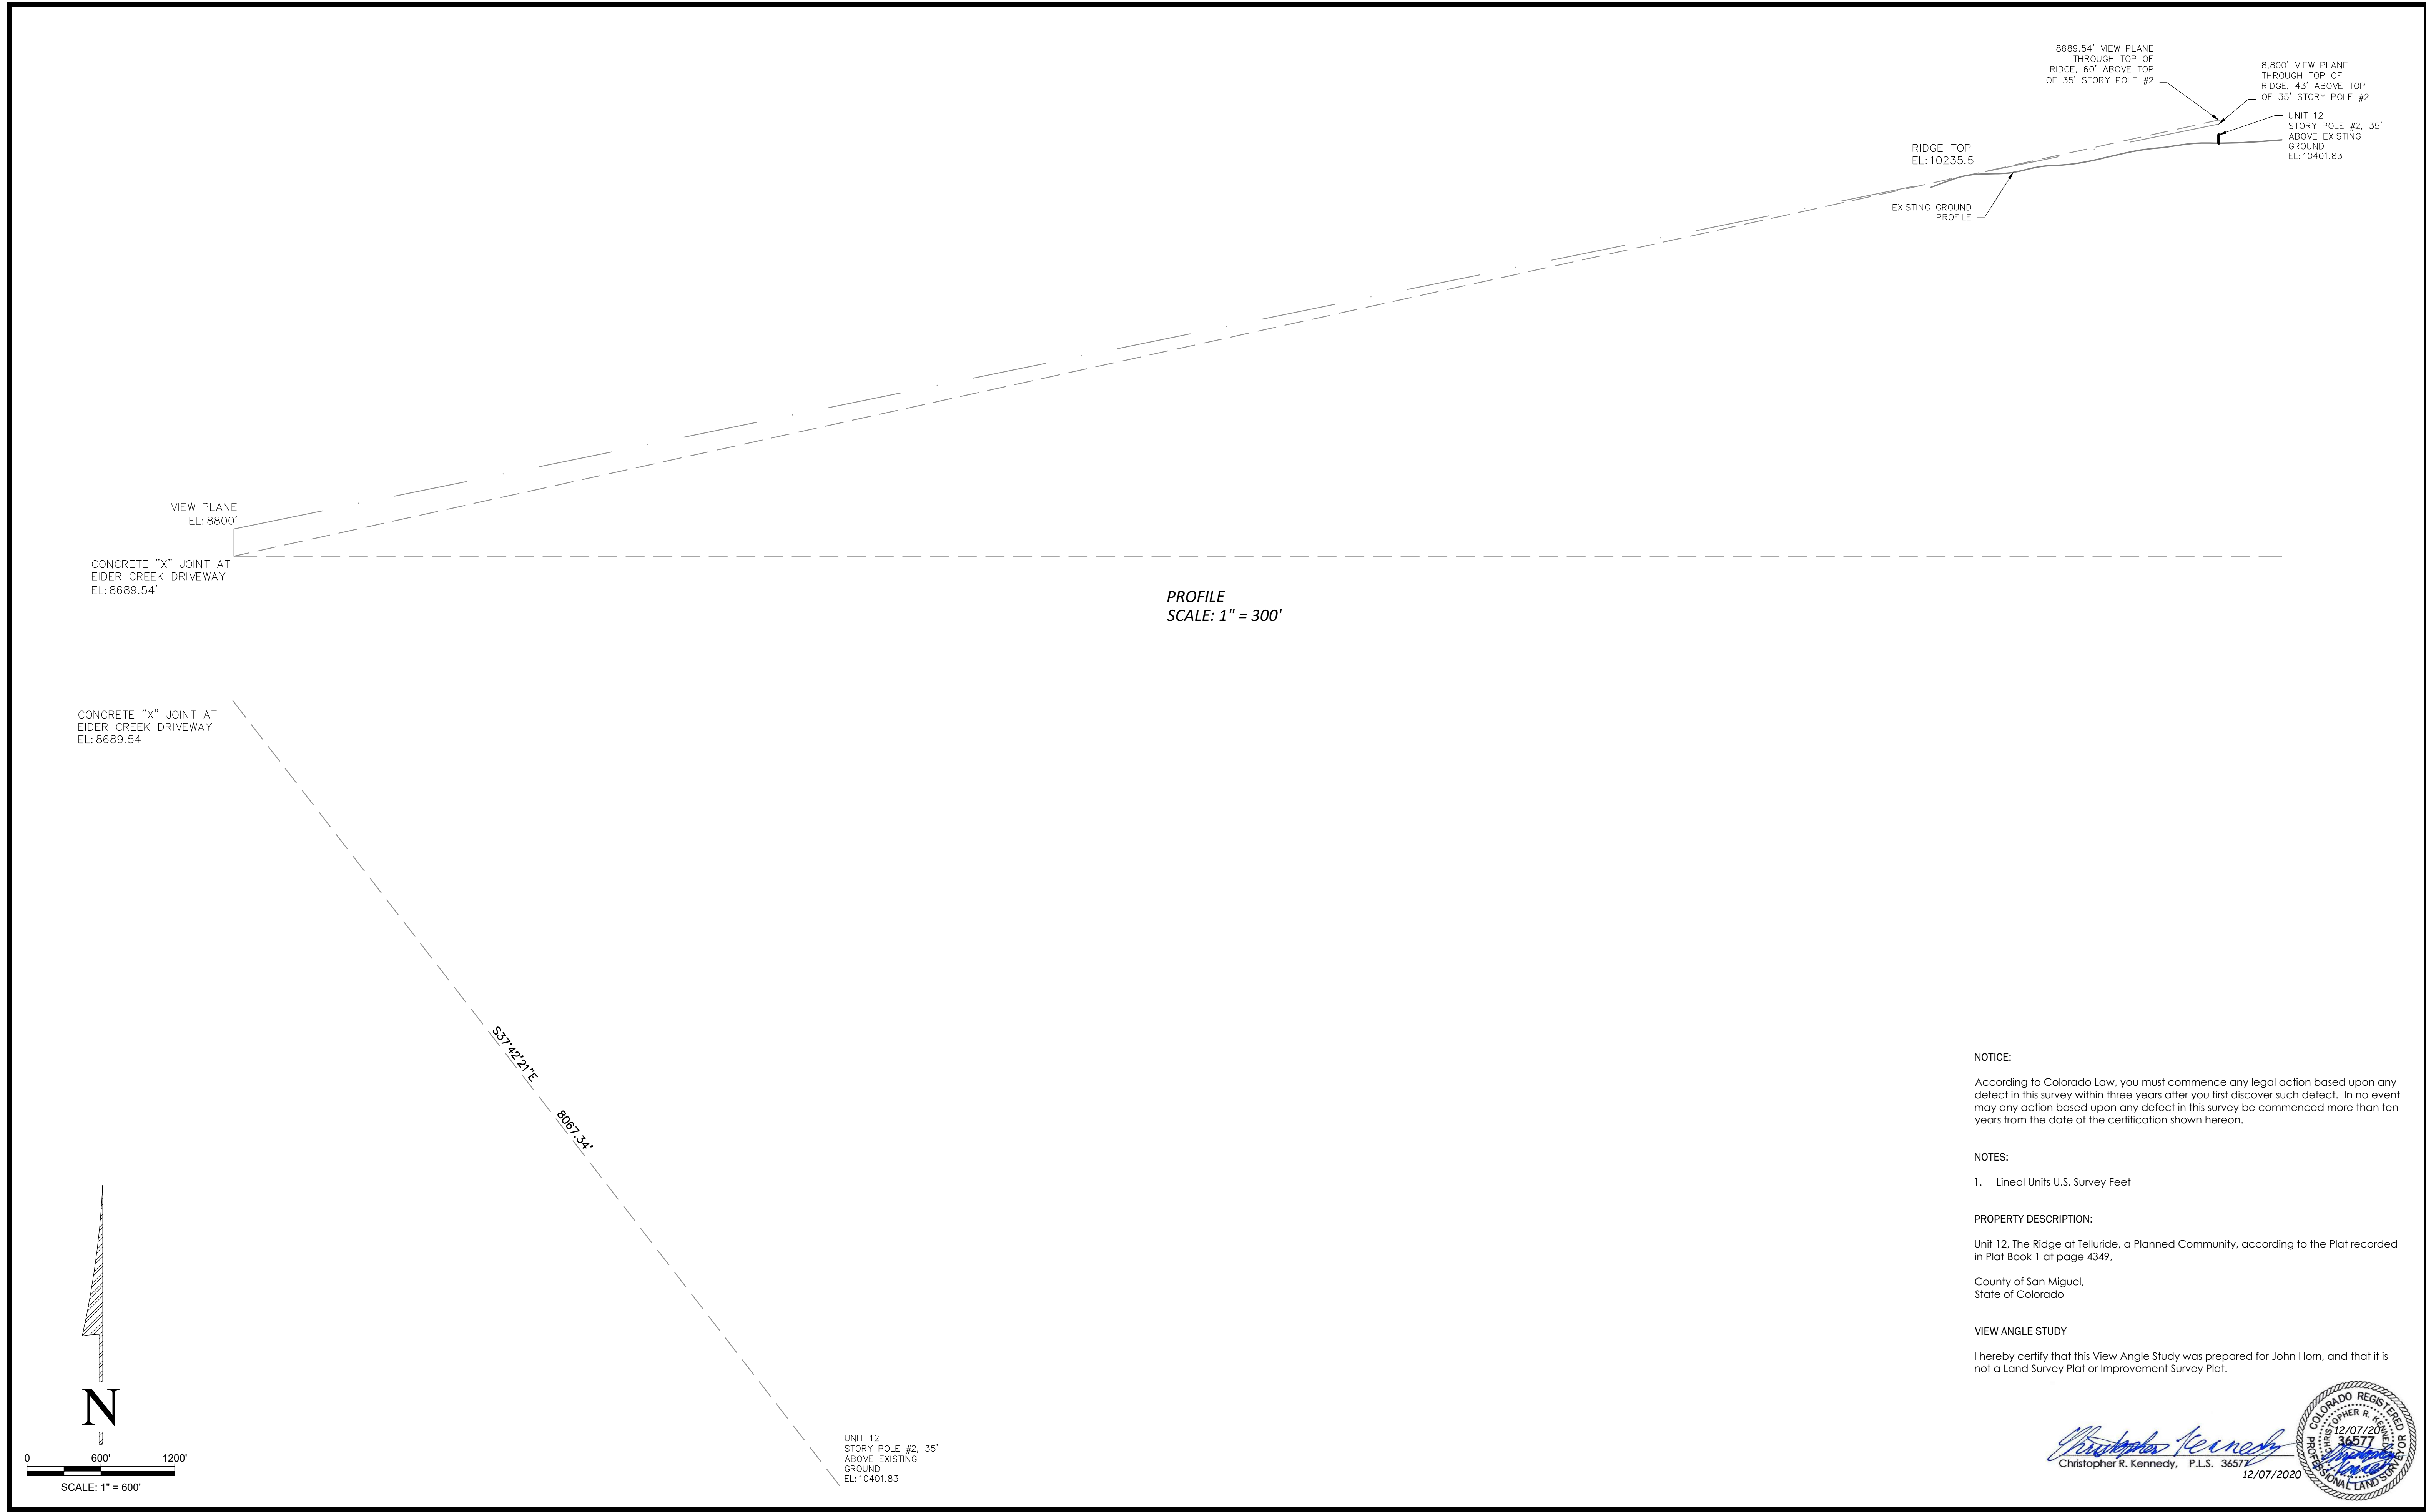 8689.54' VIEW PLANE
THROUGH TOP OF
RIDGE, 60' ABOVE TOP
OF 35' STORY POLE #2
8,800' VIEW PLANE
THROUGH TOP OF
RIDGE, 43' ABOVE TOP
OF 35' STORY POLE #2
UNIT 12
STORY POLE #2, 35'
ABOVE EXISTING
GROUND
EL:10401.83
RIDGE TOP
EL:10235.5
EXISTING GROUND
PROFILE
VIEW PLANE
EL:8800'
CONCRETE "X" JOINT AT
EIDER CREEK DRIVEWAY
EL:8689.54'
PROFILE
SCALE: 1" = 300'
CONCRETE "X" JOINT AT
EIDER CREEK DRIVEWAY
EL:8689.54
S37°42'21"E
8067.34'
UNIT 12
STORY POLE #2, 35'
ABOVE EXISTING
GROUND
EL:10401.83
N
0 600' 1200'
SCALE: 1" = 600'
NOTICE:
According to Colorado Law, you must commence any legal action based upon any
defect in this survey within three years after you first discover such defect. In no event
may any action based upon any defect in this survey be commenced more than ten
years from the date of the certification shown hereon.
NOTES:
1. Lineal Units U.S. Survey Feet
PROPERTY DESCRIPTION:
Unit 12, The Ridge at Telluride, a Planned Community, according to the Plat recorded
in Plat Book 1 at page 4349,
County of San Miguel,
State of Colorado
VIEW ANGLE STUDY
I hereby certify that this View Angle Study was prepared for John Horn, and that it is
not a Land Survey Plat or Improvement Survey Plat.
Christopher Kennedy
Christopher R. Kennedy, P.L.S. 36577
12/07/2020
COLORADO REGISTERED
PROFESSIONAL LAND SURVEYOR
CHRISTOPHER R. KENNEDY
12/07/20
36577
Christopher
Kennedy